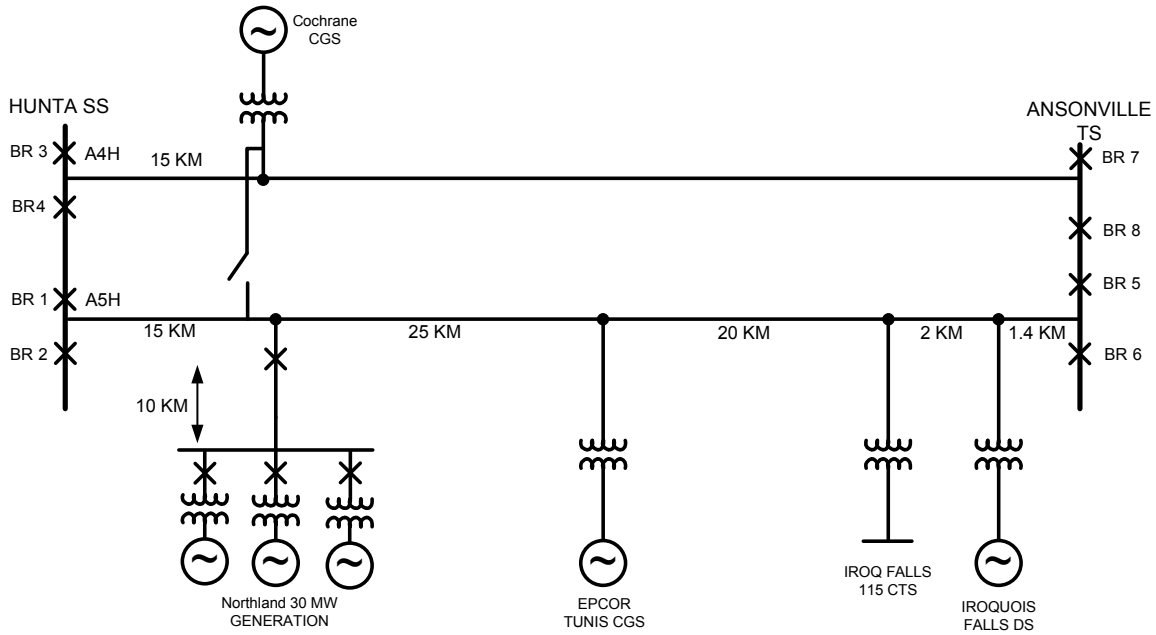 Cochrane
CGS
HUNTA SS
ANSONVILLE
TS
BR 3
A4H
15 KM
BR 7
BR4
BR 8
BR 1
A5H
BR 5
15 KM
25 KM
20 KM
2 KM
1.4 KM
BR 2
BR 6
10 KM
Northland 30 MW
GENERATION
EPCOR
TUNIS CGS
IROQ FALLS
115 CTS
IROQUOIS
FALLS DS